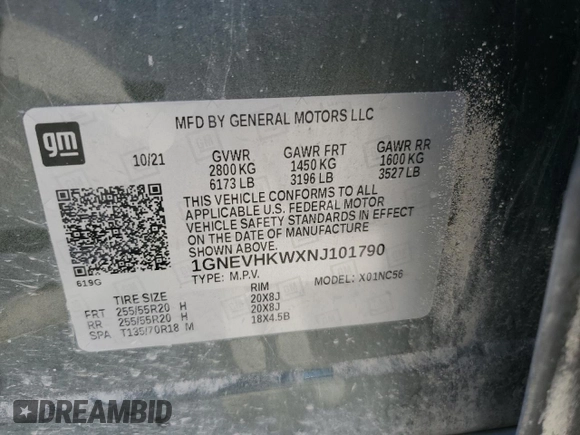 gm
MFD BY GENERAL MOTORS LLC
10/21 GVWR GAWR FRT GAWR RR
2800 KG 1450 KG 1600 KG
6173 LB 3196 LB 3527 LB
THIS VEHICLE CONFORMS TO ALL
APPLICABLE U.S. FEDERAL MOTOR
VEHICLE SAFETY STANDARDS IN EFFECT
ON THE DATE OF MANUFACTURE
SHOWN ABOVE.
619G
1GNEVHKWXNJ101790
TYPE: M.P.V. MODEL: X01NC56
TIRE SIZE RIM
FRT 255/55R20 H 20X8J
RR 255/55R20 H 20X8J
SPA T135/70R18 M 18X4.5B
DREAMBID